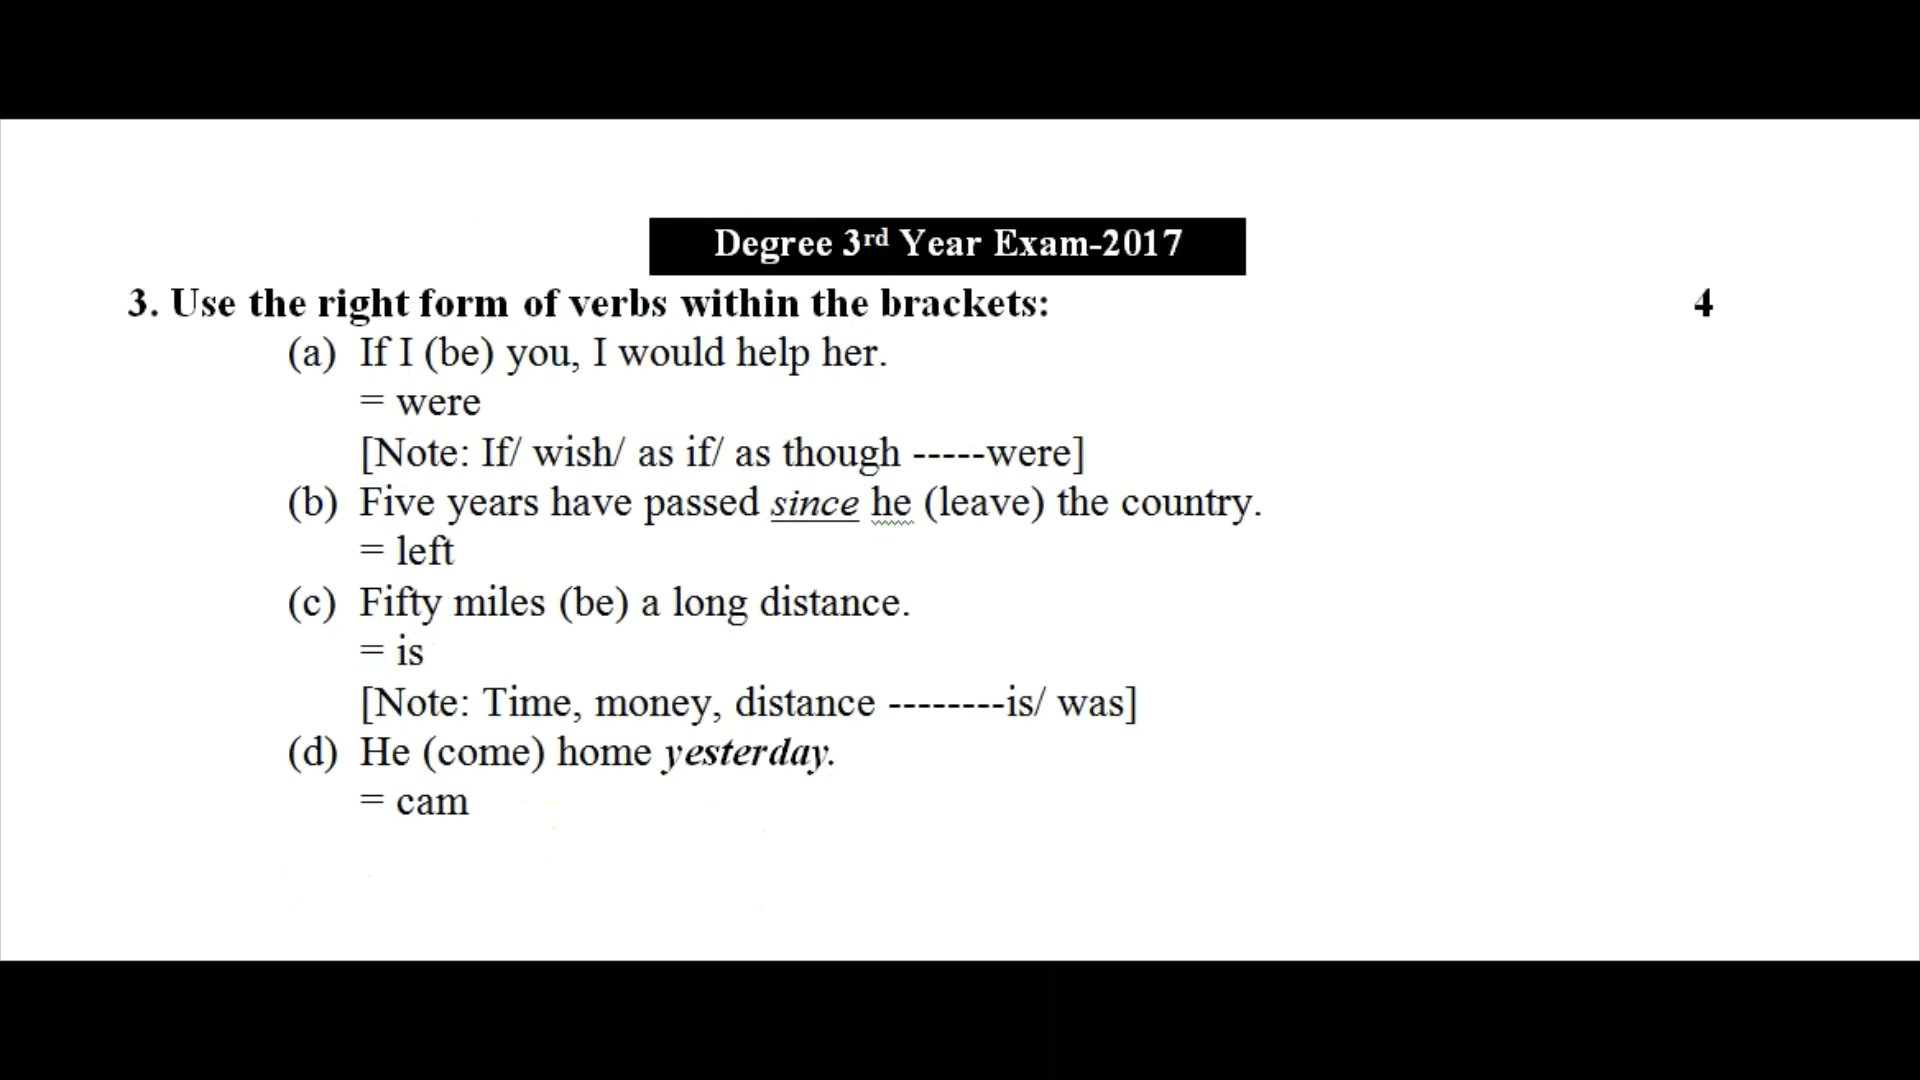 Degree 3rd Year Exam-2017
3. Use the right form of verbs within the brackets: 4
(a) If I (be) you, I would help her.
= were
[Note: If/ wish/ as if/ as though -----were]
(b) Five years have passed since he (leave) the country.
= left
(c) Fifty miles (be) a long distance.
= is
[Note: Time, money, distance --------is/ was]
(d) He (come) home yesterday.
= cam